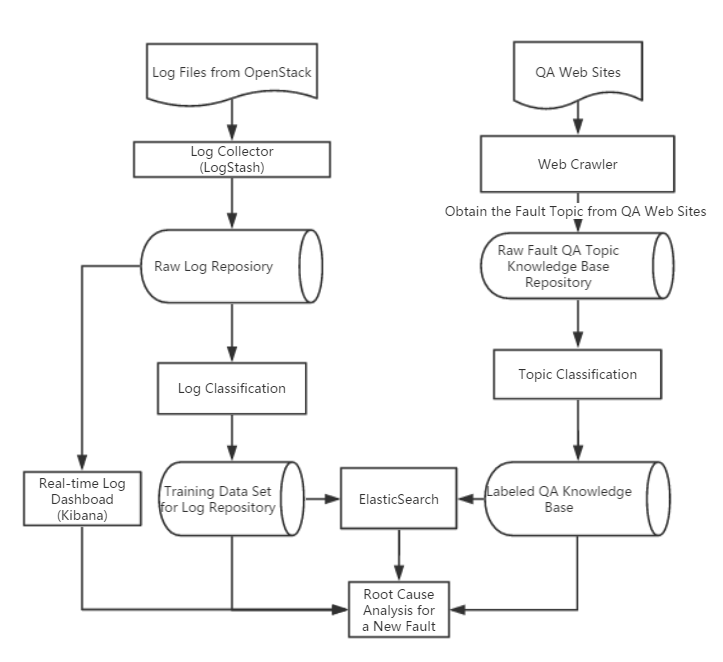 Log Files from OpenStack
QA Web Sites
Log Collector
(LogStash)
Web Crawler
Obtain the Fault Topic from QA Web Sites
Raw Log Reposiory
Raw Fault QA Topic
Knowledge Base
Repository
Log Classification
Topic Classification
Real-time Log
Dashboad
(Kibana)
Training Data Set
for Log Repository
ElasticSearch
Labeled QA Knowledge
Base
Root Cause
Analysis for
a New Fault